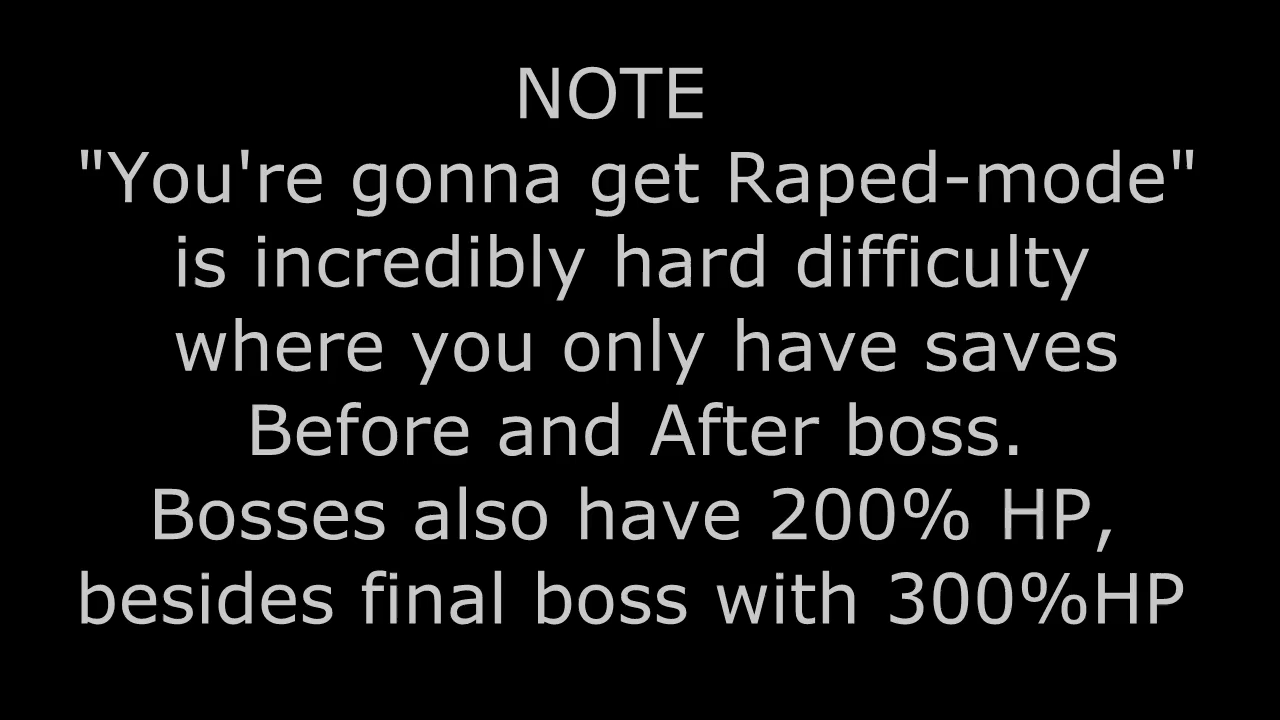 NOTE
"You're gonna get Raped-mode"
is incredibly hard difficulty
where you only have saves
Before and After boss.
Bosses also have 200% HP,
besides final boss with 300%HP